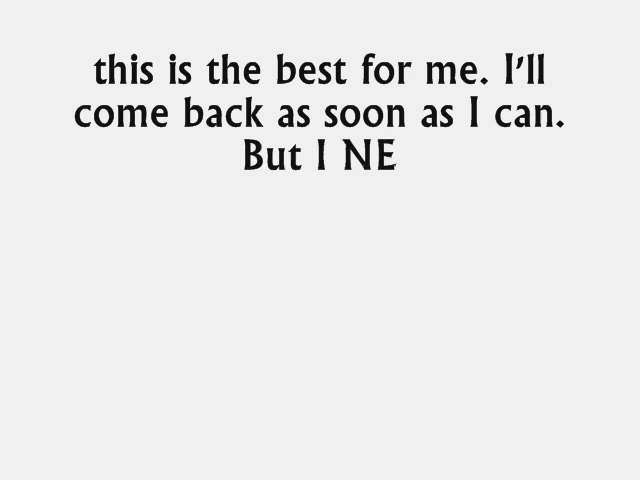 this is the best for me. I'll
come back as soon as I can.
But I NE